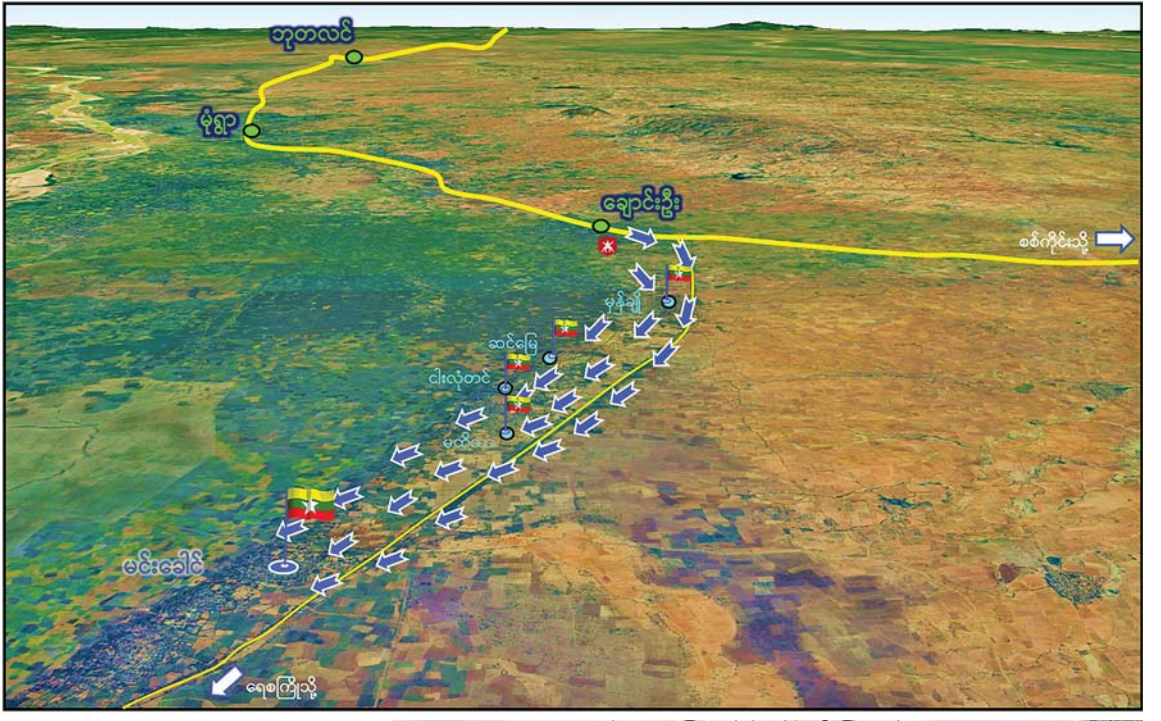 ဘုတလင်
မုံရွာ
ချောင်းဦး
စစ်ကိုင်းသို့
မုန်ချို
ဆင်မြေ
ငါးလုံတင်
မင်းခေါင်
ရေစကြိုသို့